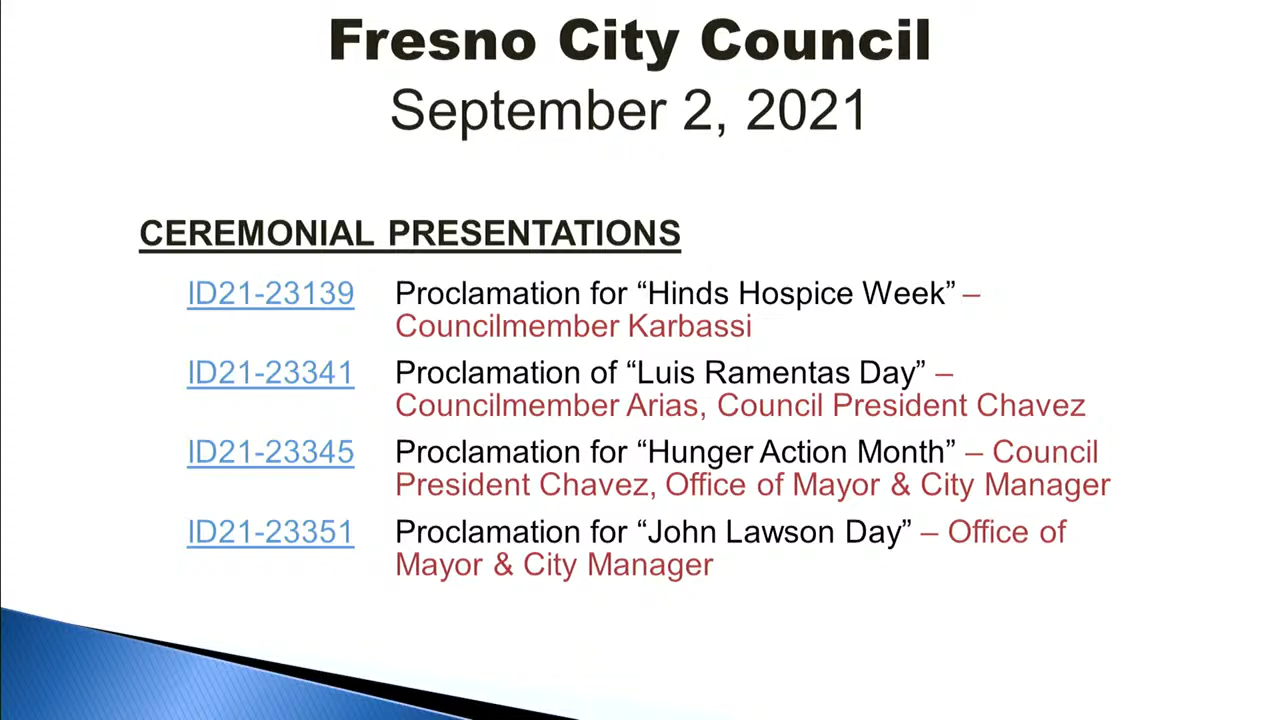 Fresno City Council
September 2, 2021
CEREMONIAL PRESENTATIONS
ID21-23139 Proclamation for “Hinds Hospice Week” –
Councilmember Karbassi
ID21-23341 Proclamation of “Luis Ramentas Day” –
Councilmember Arias, Council President Chavez
ID21-23345 Proclamation for “Hunger Action Month” – Council
President Chavez, Office of Mayor & City Manager
ID21-23351 Proclamation for “John Lawson Day” – Office of
Mayor & City Manager